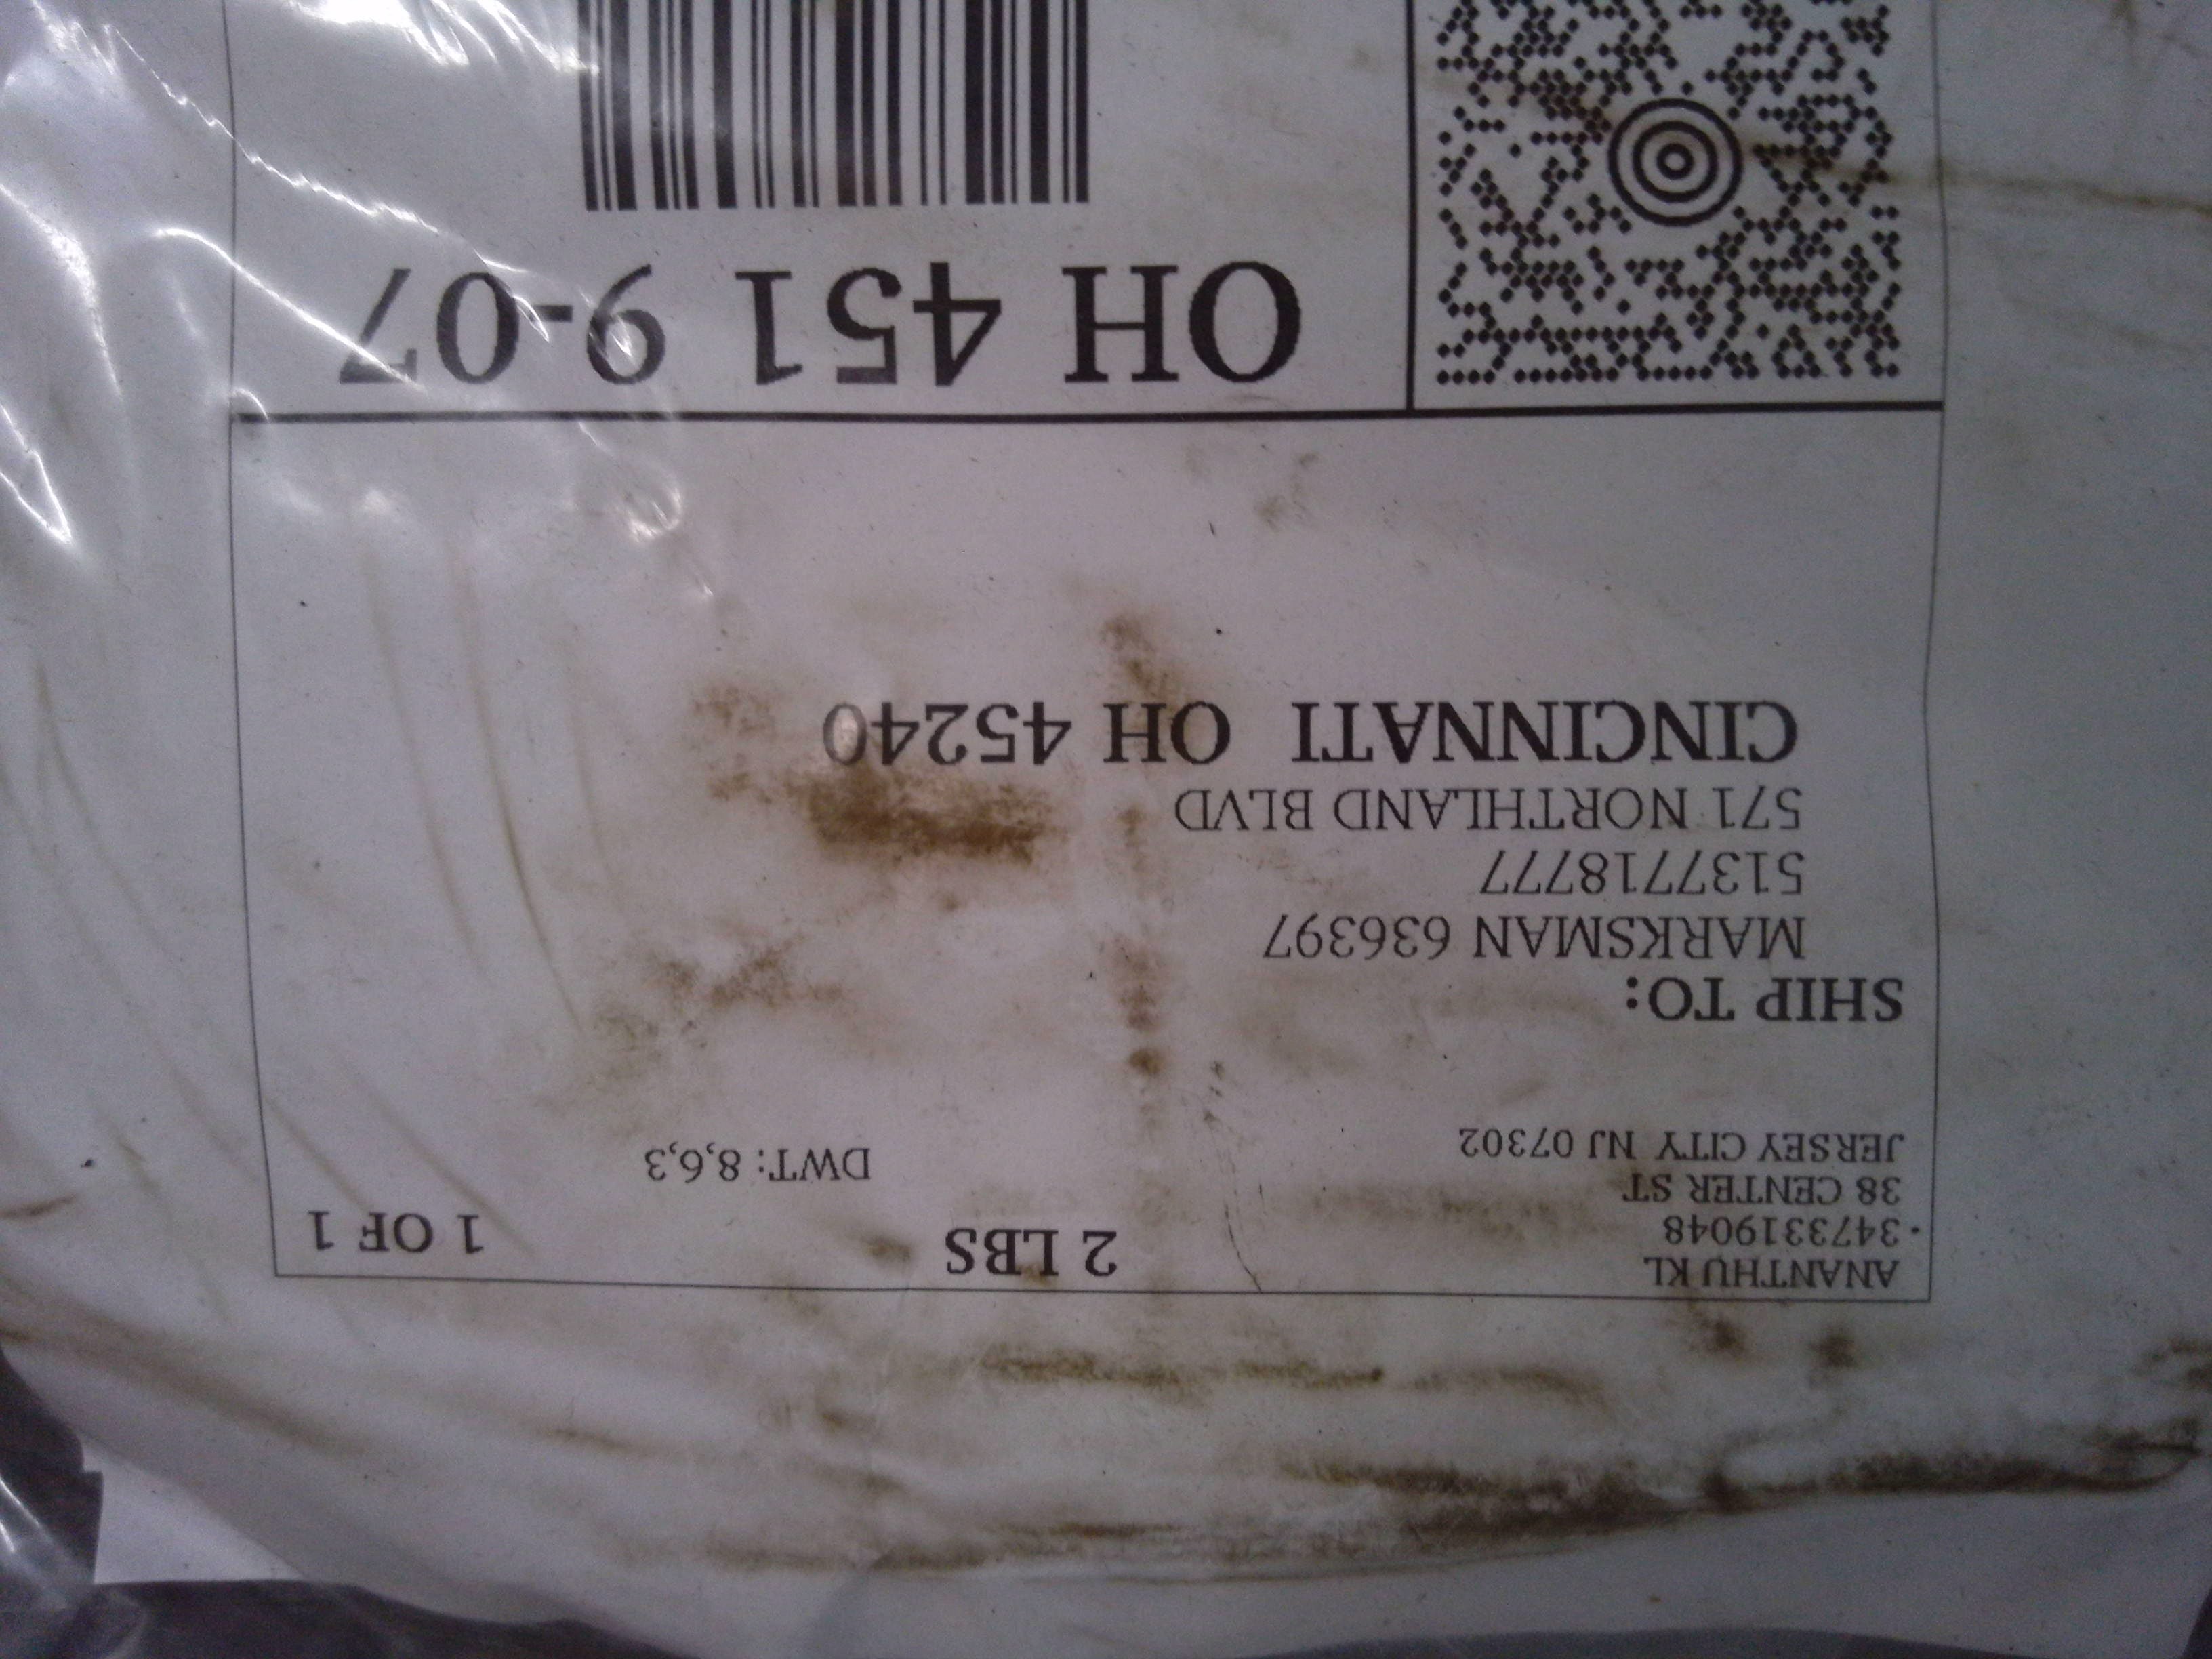 ANANTHU KL
3473319048
38 CENTER ST
JERSEY CITY NJ 07302
2 LBS
1 OF 1
DWT: 8,6,3
SHIP TO:
MARKSMAN 636397
5137718777
571 NORTHLAND BLVD
CINCINNATI OH 45240
OH 451 9-07